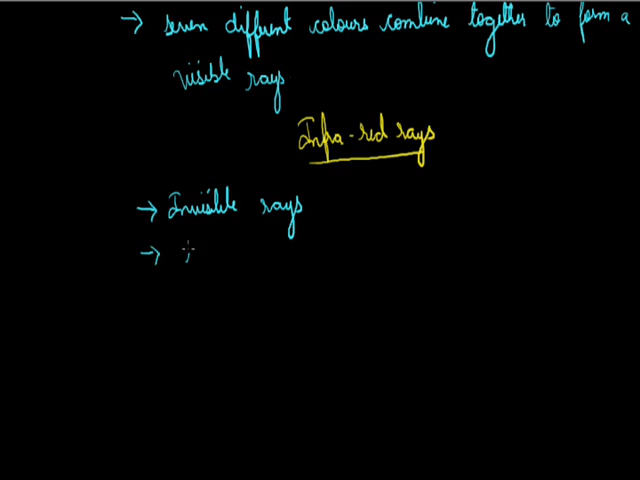 → seven different colours combine together to form a
visible rays
Infra-red rays
→ Invisible rays
→